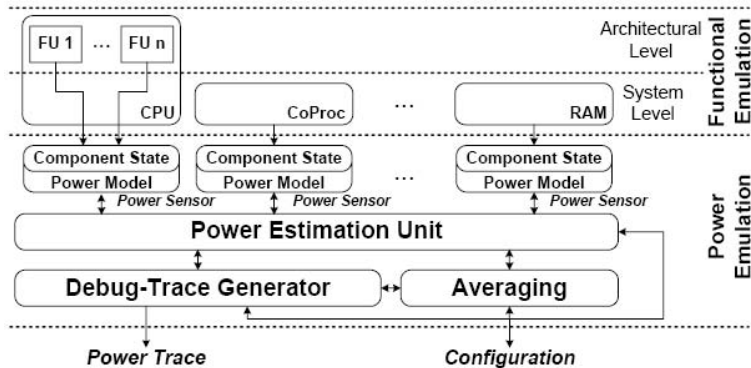 FU 1 ... FU n
Architectural
Level
Functional
Emulation
CPU
CoProc
...
RAM
System
Level
Component State
Power Model
Component State
Power Model
...
Component State
Power Model
Power Sensor
Power Sensor
Power Sensor
Power
Emulation
Power Estimation Unit
Debug-Trace Generator
Averaging
Power Trace
Configuration